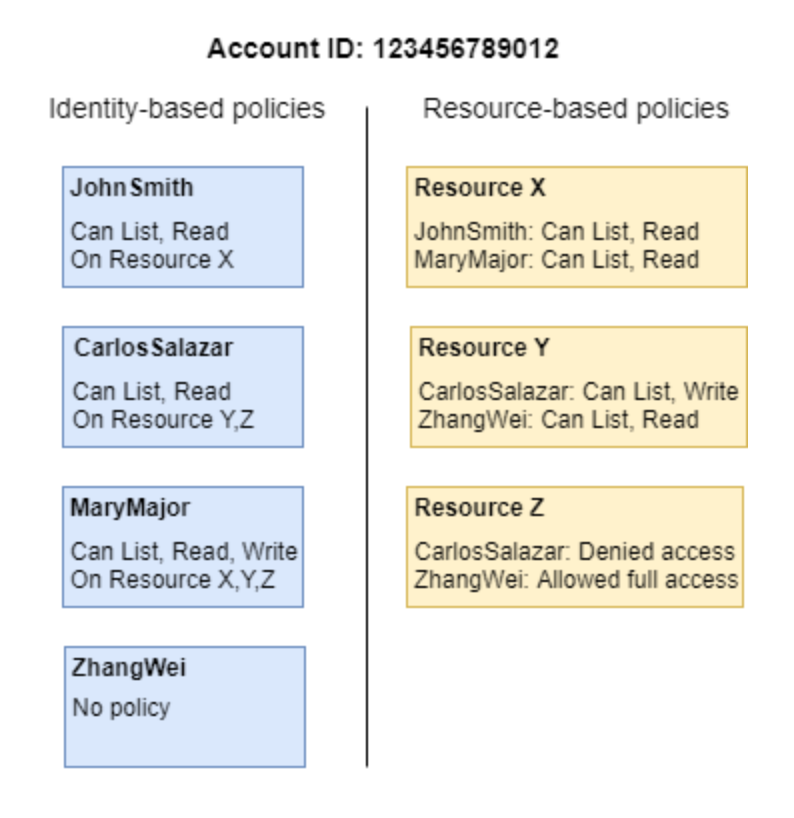 Account ID: 123456789012
Identity-based policies
JohnSmith
Can List, Read
On Resource X
CarlosSalazar
Can List, Read
On Resource Y,Z
MaryMajor
Can List, Read, Write
On Resource X,Y,Z
ZhangWei
No policy
Resource-based policies
Resource X
JohnSmith: Can List, Read
MaryMajor: Can List, Read
Resource Y
CarlosSalazar: Can List, Write
ZhangWei: Can List, Read
Resource Z
CarlosSalazar: Denied access
ZhangWei: Allowed full access